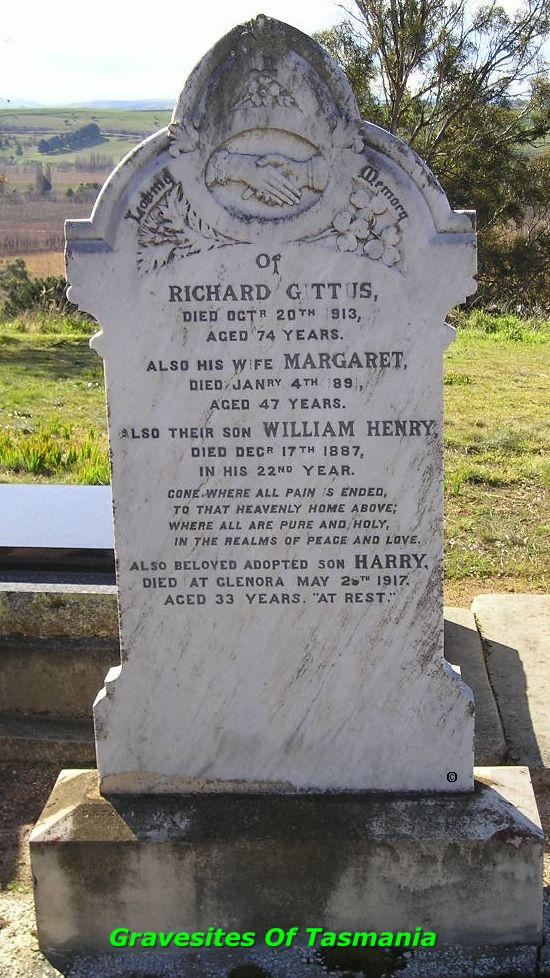 Loving Memory
Of
RICHARD GITTUS,
DIED OCTR 20TH 1913,
AGED 74 YEARS.
ALSO HIS WIFE MARGARET,
DIED JANRY 4TH 1891,
AGED 47 YEARS.
ALSO THEIR SON WILLIAM HENRY,
DIED DECR 17TH 1887,
IN HIS 22ND YEAR.
GONE WHERE ALL PAIN IS ENDED,
TO THAT HEAVENLY HOME ABOVE;
WHERE ALL ARE PURE AND HOLY,
IN THE REALMS OF PEACE AND LOVE.
ALSO BELOVED ADOPTED SON HARRY,
DIED AT GLENORA MAY 1917.
AGED 33 YEARS. "AT REST."
©
Gravesites Of Tasmania